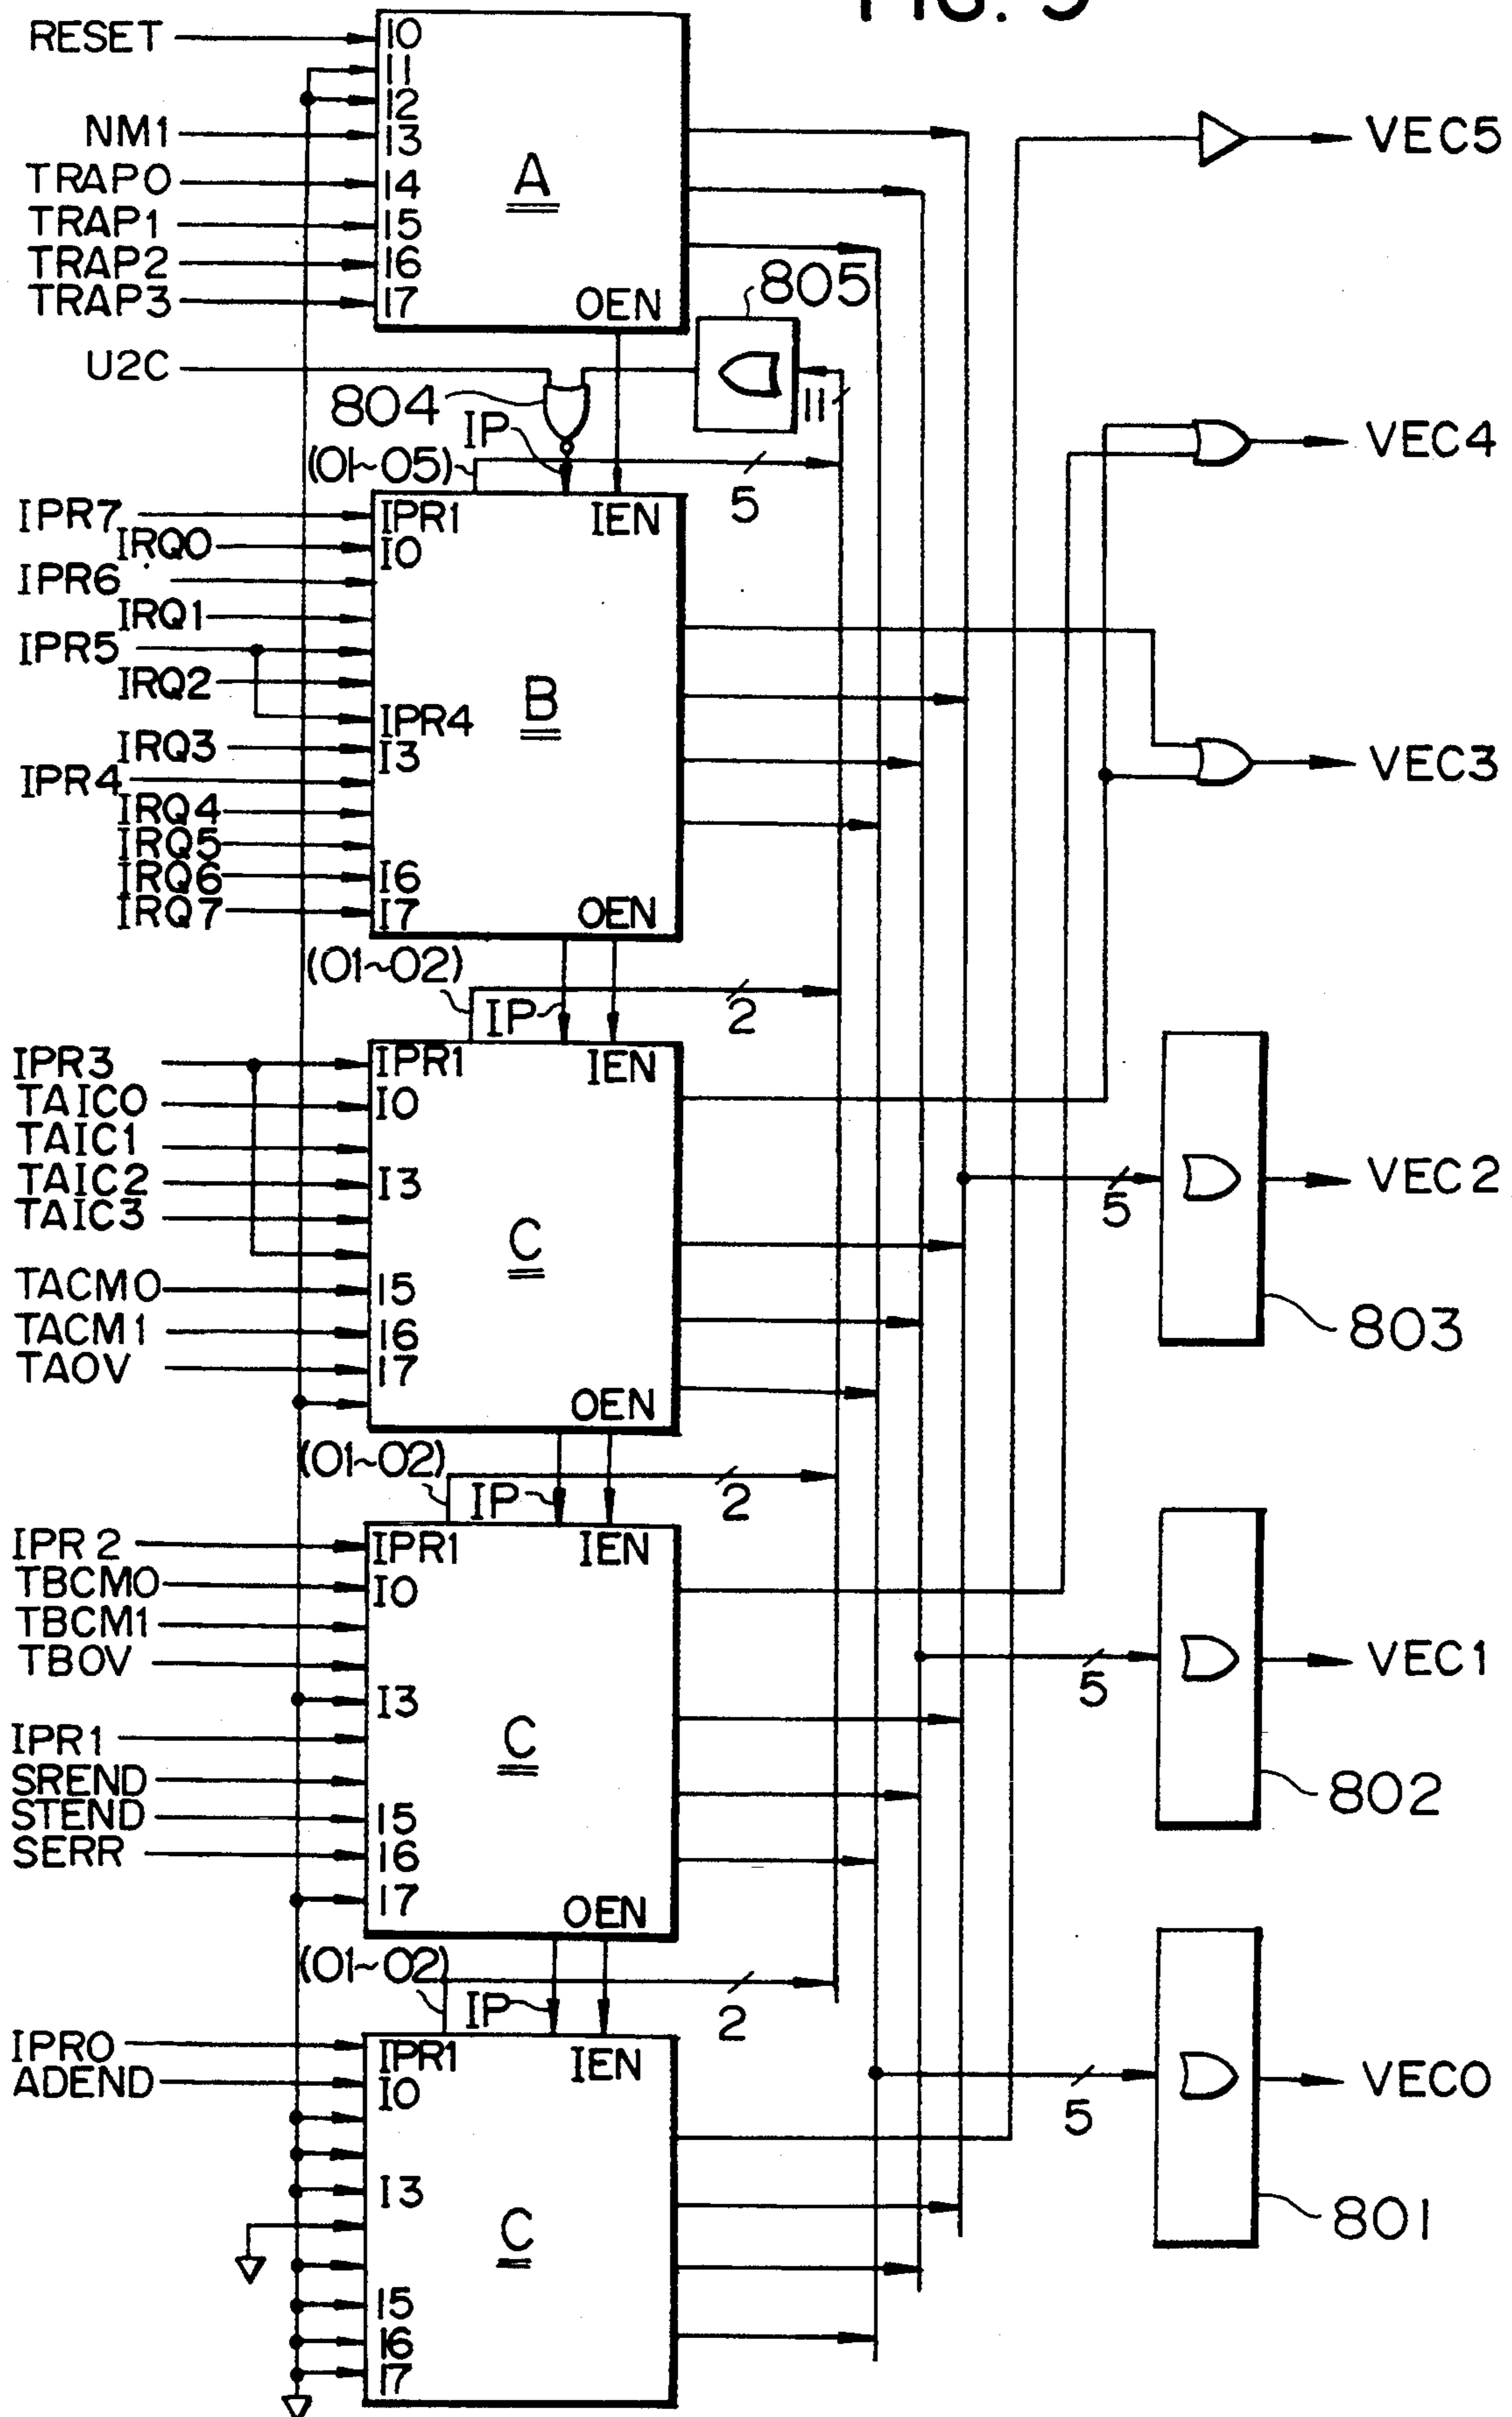 FIG. 9
RESET
I0
I1
I2
NM1
I3
TRAP0
I4
TRAP1
I5
TRAP2
I6
TRAP3
I7
A
OEN
VEC5
805
U2C
804
IP
11
(01~05)
5
VEC4
IPR7
IPR1
IEN
IRQ0
I0
IPR6
IRQ1
IPR5
IRQ2
B
IPR4
IRQ3
I3
IPR4
IRQ4
IRQ5
IRQ6
I6
IRQ7
I7
OEN
VEC3
(01~02)
IP
2
IPR3
IPR1
IEN
TAIC0
I0
TAIC1
TAIC2
I3
TAIC3
C
TACM0
I5
TACM1
I6
TAOV
I7
OEN
5
VEC2
803
(01~02)
IP
2
IPR2
IPR1
IEN
TBCM0
I0
TBCM1
TBOV
I3
IPR1
C
SREND
STEND
I5
SERR
I6
I7
OEN
5
VEC1
802
(01~02)
IP
2
IPR0
IPR1
IEN
ADEND
I0
I3
C
I5
I6
I7
5
VEC0
801